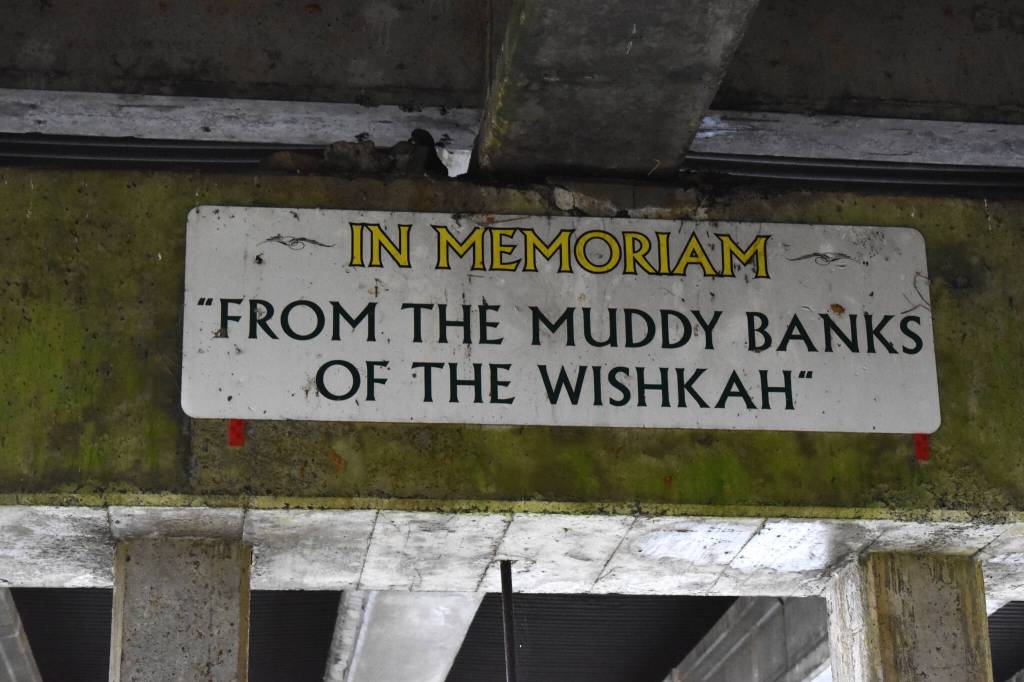 IN MEMORIAM
“FROM THE MUDDY BANKS
OF THE WISHKAH“